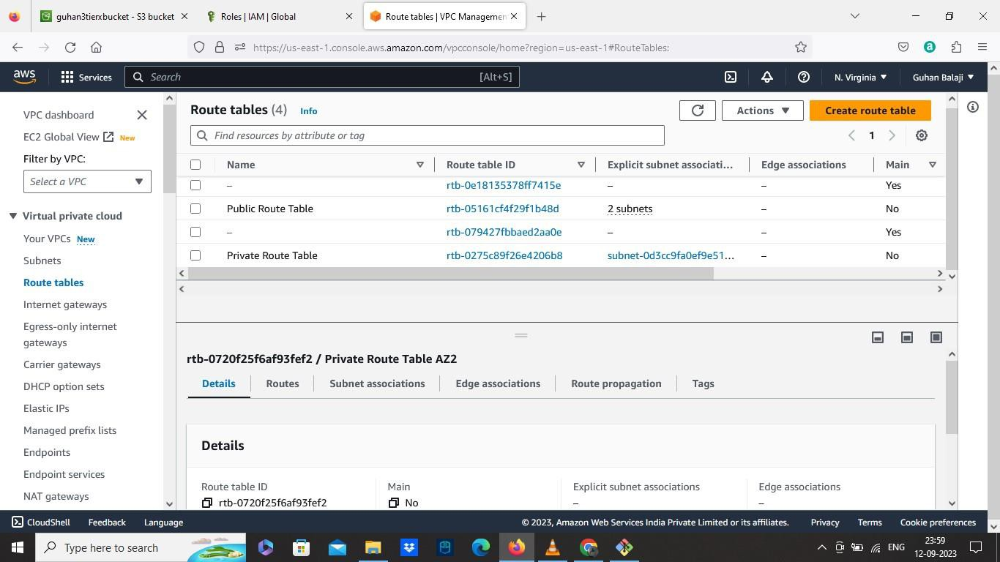 guhan3tierxbucket - S3 bucket
Roles | IAM | Global
Route tables | VPC Managemen
https://us-east-1.console.aws.amazon.com/vpcconsole/home?region=us-east-1#RouteTables:
aws
Services
Search
[Alt+S]
N. Virginia
Guhan Balaji
VPC dashboard
EC2 Global View
New
Filter by VPC:
Select a VPC
Virtual private cloud
Your VPCs New
Subnets
Route tables
Internet gateways
Egress-only internet
gateways
Carrier gateways
DHCP option sets
Elastic IPs
Managed prefix lists
Endpoints
Endpoint services
NAT gateways
Route tables (4) Info
Actions
Create route table
Find resources by attribute or tag
1
Name Route table ID Explicit subnet associati... Edge associations Main
– rtb-0e18135378ff7415e – – Yes
Public Route Table rtb-05161cf4f29f1b48d 2 subnets – No
– rtb-079427fbbaed2aa0e – – Yes
Private Route Table rtb-0275c89f26e4206b8 subnet-0d3cc9fa0ef9e51... – No
rtb-0720f25f6af93fef2 / Private Route Table AZ2
Details Routes Subnet associations Edge associations Route propagation Tags
Details
Route table ID Main Explicit subnet associations Edge associations
rtb-0720f25f6af93fef2 No – –
CloudShell Feedback Language © 2023, Amazon Web Services India Private Limited or its affiliates. Privacy Terms Cookie preferences
Type here to search
ENG
23:59
12-09-2023